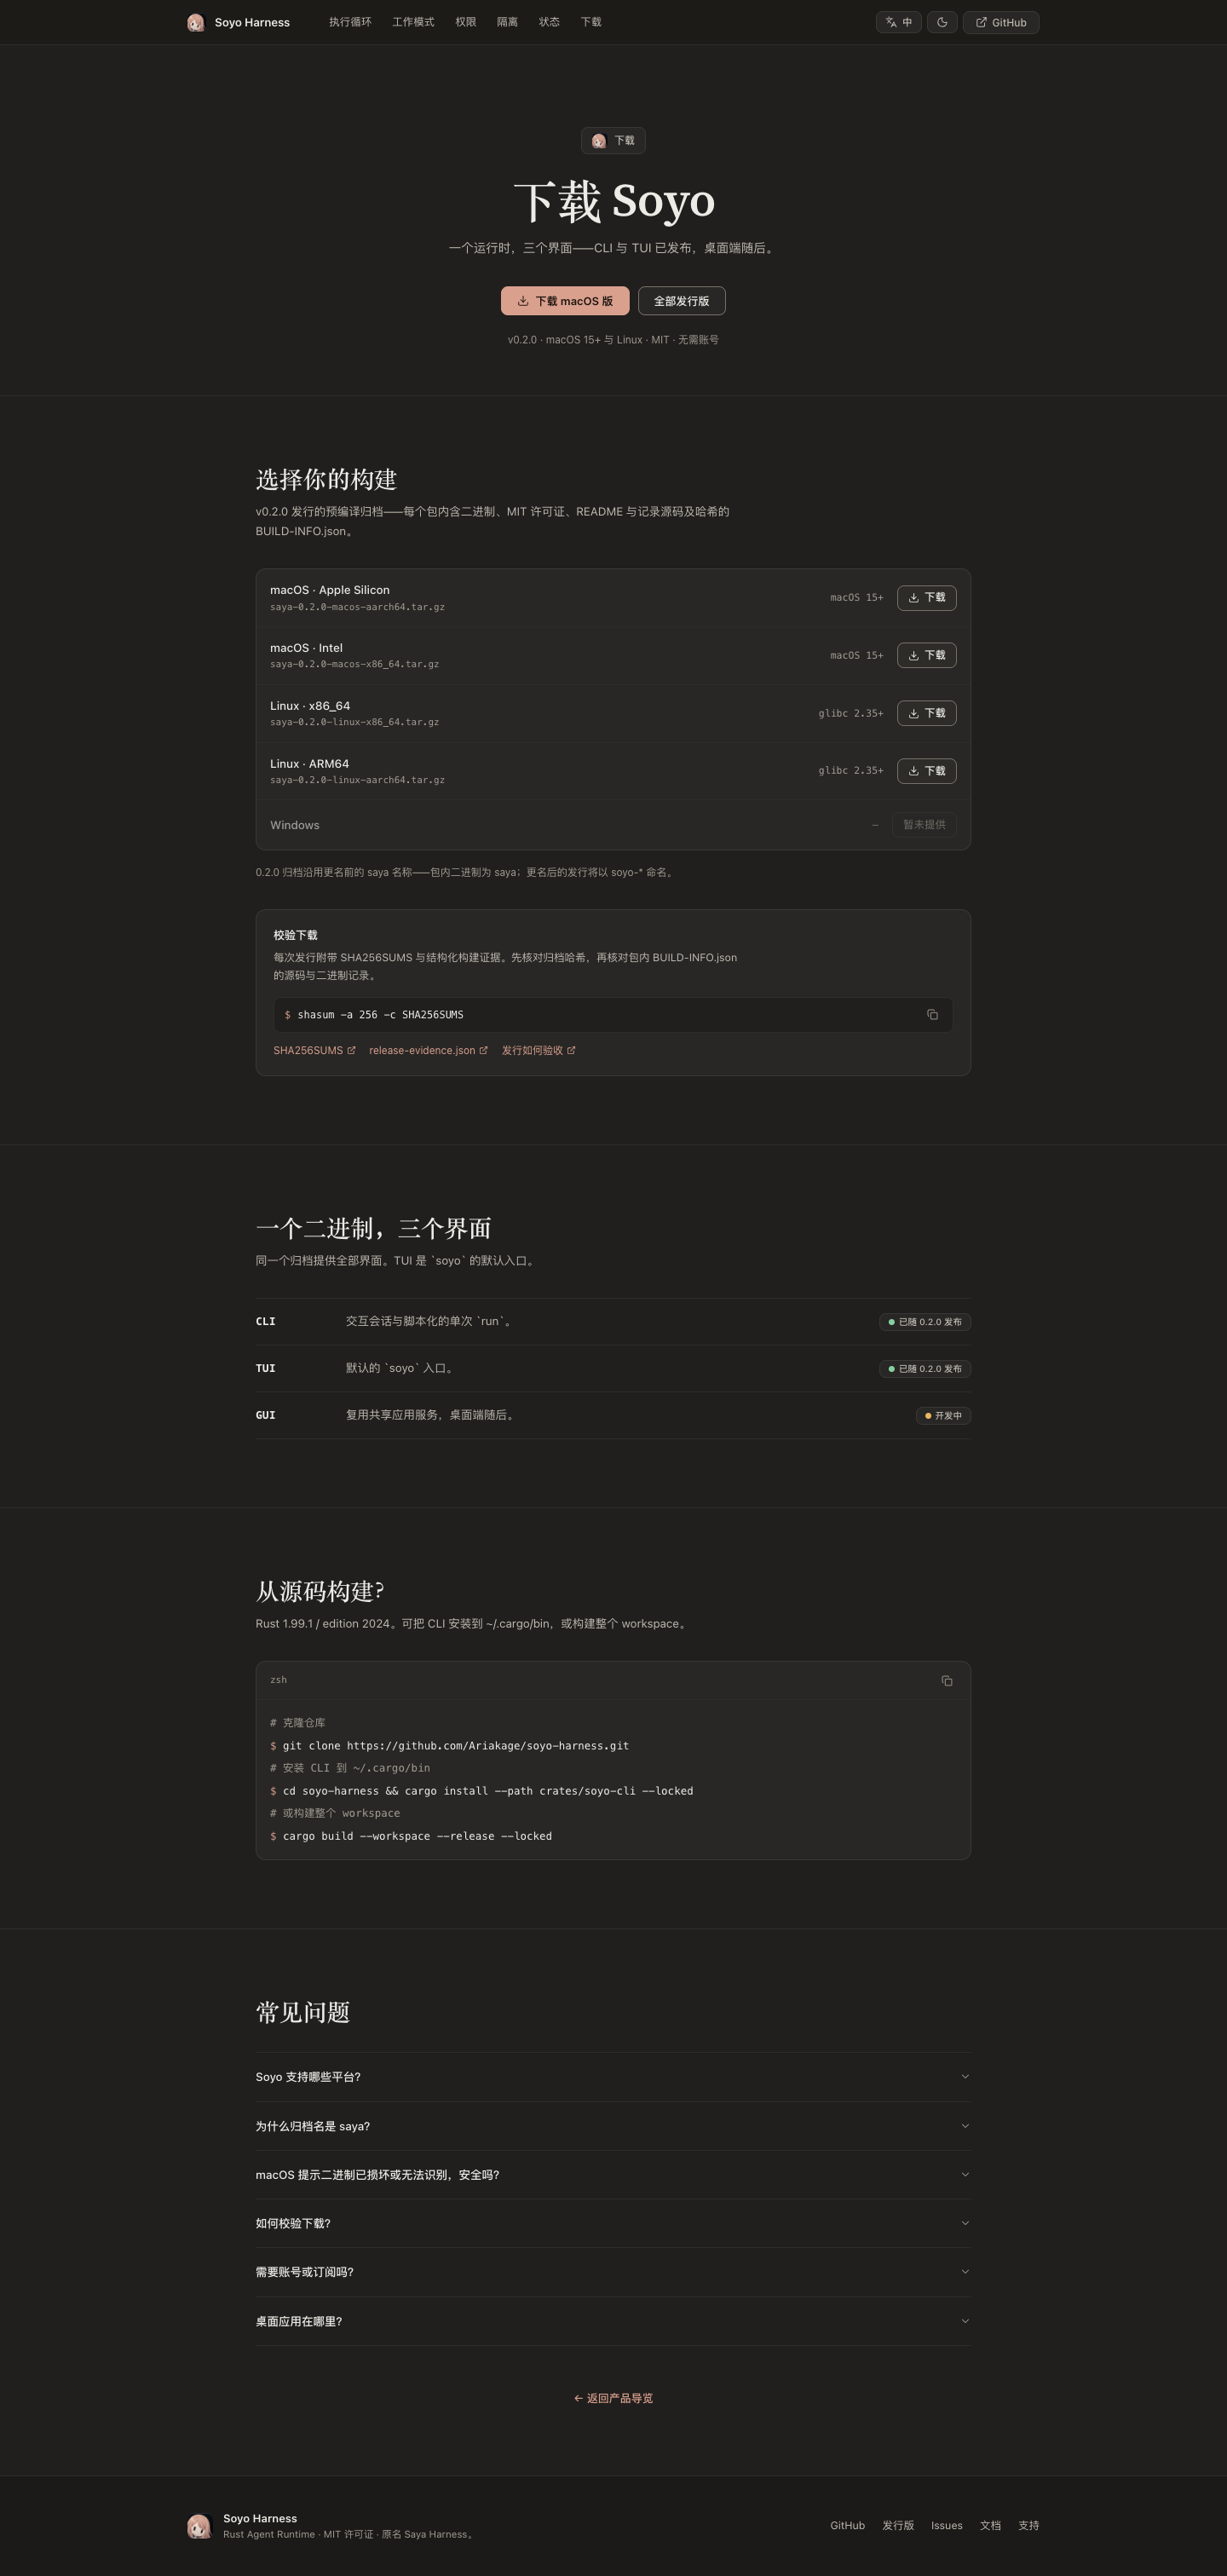 Soyo Harness 执行循环 工作模式 权限 隔离 状态 下载 中 GitHub
下载
下载 Soyo
一个运行时，三个界面——CLI 与 TUI 已发布，桌面端随后。
下载 macOS 版 全部发行版
v0.2.0 · macOS 15+ 与 Linux · MIT · 无需账号
选择你的构建
v0.2.0 发行的预编译归档——每个包内含二进制、MIT 许可证、README 与记录源码及哈希的
BUILD-INFO.json。
macOS · Apple Silicon
saya-0.2.0-macos-aarch64.tar.gz
macOS 15+ 下载
macOS · Intel
saya-0.2.0-macos-x86_64.tar.gz
macOS 15+ 下载
Linux · x86_64
saya-0.2.0-linux-x86_64.tar.gz
glibc 2.35+ 下载
Linux · ARM64
saya-0.2.0-linux-aarch64.tar.gz
glibc 2.35+ 下载
Windows — 暂未提供
0.2.0 归档沿用更名前的 saya 名称——包内二进制为 saya；更名后的发行将以 soyo-* 命名。
校验下载
每次发行附带 SHA256SUMS 与结构化构建证据。先核对归档哈希，再核对包内 BUILD-INFO.json
的源码与二进制记录。
$ shasum -a 256 -c SHA256SUMS
SHA256SUMS release-evidence.json 发行如何验收
一个二进制，三个界面
同一个归档提供全部界面。TUI 是 `soyo` 的默认入口。
CLI 交互会话与脚本化的单次 `run`。 已随 0.2.0 发布
TUI 默认的 `soyo` 入口。 已随 0.2.0 发布
GUI 复用共享应用服务，桌面端随后。 开发中
从源码构建？
Rust 1.99.1 / edition 2024。可把 CLI 安装到 ~/.cargo/bin，或构建整个 workspace。
zsh
# 克隆仓库
$ git clone https://github.com/Ariakage/soyo-harness.git
# 安装 CLI 到 ~/.cargo/bin
$ cd soyo-harness && cargo install --path crates/soyo-cli --locked
# 或构建整个 workspace
$ cargo build --workspace --release --locked
常见问题
Soyo 支持哪些平台？
为什么归档名是 saya？
macOS 提示二进制已损坏或无法识别，安全吗？
如何校验下载？
需要账号或订阅吗？
桌面应用在哪里？
← 返回产品导览
Soyo Harness
Rust Agent Runtime · MIT 许可证 · 原名 Saya Harness。
GitHub 发行版 Issues 文档 支持